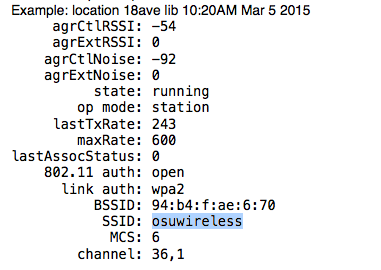 Example: location 18ave lib 10:20AM Mar 5 2015
agrCtlRSSI: -54
agrExtRSSI: 0
agrCtlNoise: -92
agrExtNoise: 0
state: running
op mode: station
lastTxRate: 243
maxRate: 600
lastAssocStatus: 0
802.11 auth: open
link auth: wpa2
BSSID: 94:b4:f:ae:6:70
SSID: osuwireless
MCS: 6
channel: 36,1